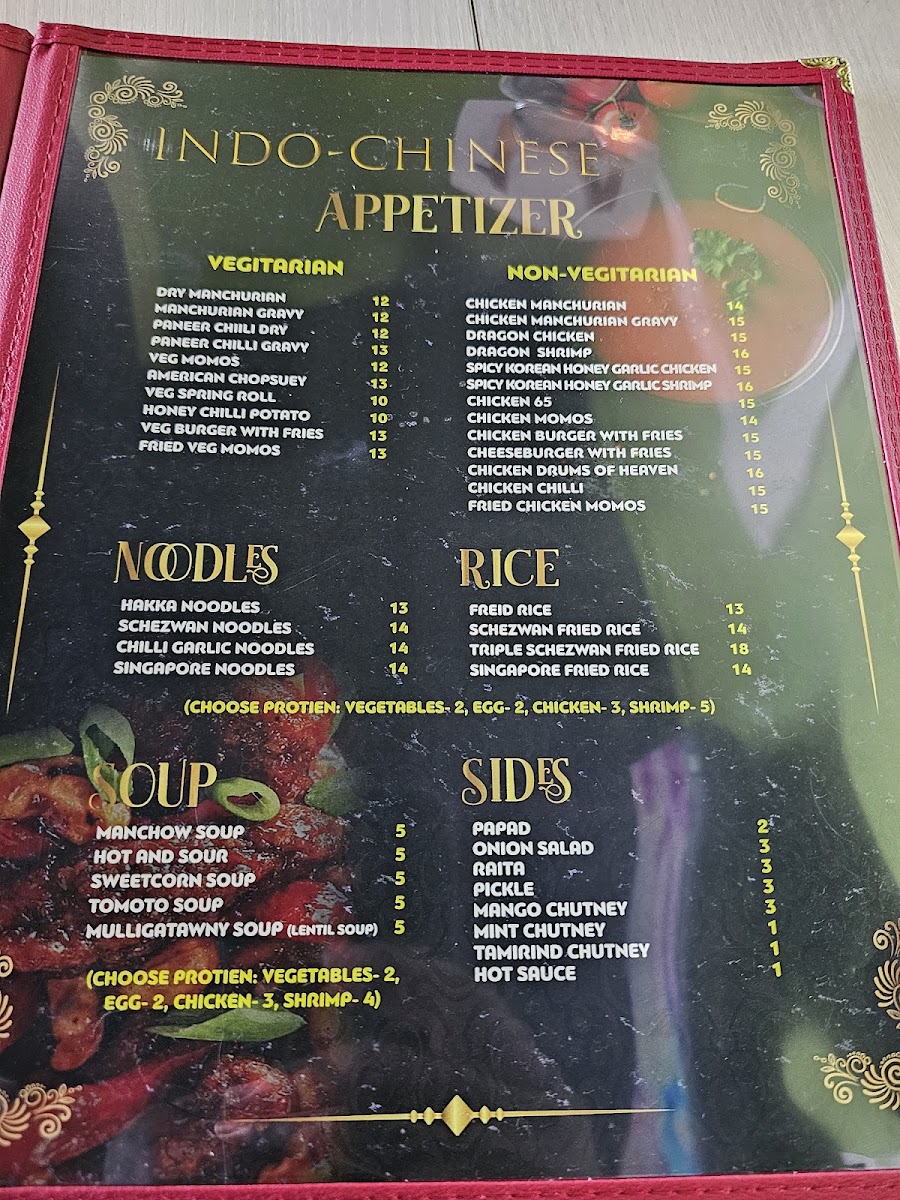 INDO-CHINESE
APPETIZER
VEGITARIAN
DRY MANCHURIAN 12
MANCHURIAN GRAVY 12
PANEER CHIILI DRY 12
PANEER CHILLI GRAVY 13
VEG MOMOS 12
AMERICAN CHOPSUEY 13
VEG SPRING ROLL 10
HONEY CHILLI POTATO 10
VEG BURGER WITH FRIES 13
FRIED VEG MOMOS 13
NON-VEGITARIAN
CHICKEN MANCHURIAN 14
CHICKEN MANCHURIAN GRAVY 15
DRAGON CHICKEN 15
DRAGON SHRIMP 16
SPICY KOREAN HONEY GARLIC CHICKEN 15
SPICY KOREAN HONEY GARLIC SHRIMP 16
CHICKEN 65 15
CHICKEN MOMOS 14
CHICKEN BURGER WITH FRIES 15
CHEESEBURGER WITH FRIES 15
CHICKEN DRUMS OF HEAVEN 16
CHICKEN CHILLI 15
FRIED CHICKEN MOMOS 15
NOODLES
HAKKA NOODLES 13
SCHEZWAN NOODLES 14
CHILLI GARLIC NOODLES 14
SINGAPORE NOODLES 14
RICE
FREID RICE 13
SCHEZWAN FRIED RICE 14
TRIPLE SCHEZWAN FRIED RICE 18
SINGAPORE FRIED RICE 14
(CHOOSE PROTIEN: VEGETABLES- 2, EGG- 2, CHICKEN- 3, SHRIMP- 5)
SOUP
MANCHOW SOUP 5
HOT AND SOUR 5
SWEETCORN SOUP 5
TOMOTO SOUP 5
MULLIGATAWNY SOUP (LENTIL SOUP) 5
(CHOOSE PROTIEN: VEGETABLES- 2,
EGG- 2, CHICKEN- 3, SHRIMP- 4)
SIDES
PAPAD 2
ONION SALAD 3
RAITA 3
PICKLE 3
MANGO CHUTNEY 3
MINT CHUTNEY 1
TAMIRIND CHUTNEY 1
HOT SAUCE 1